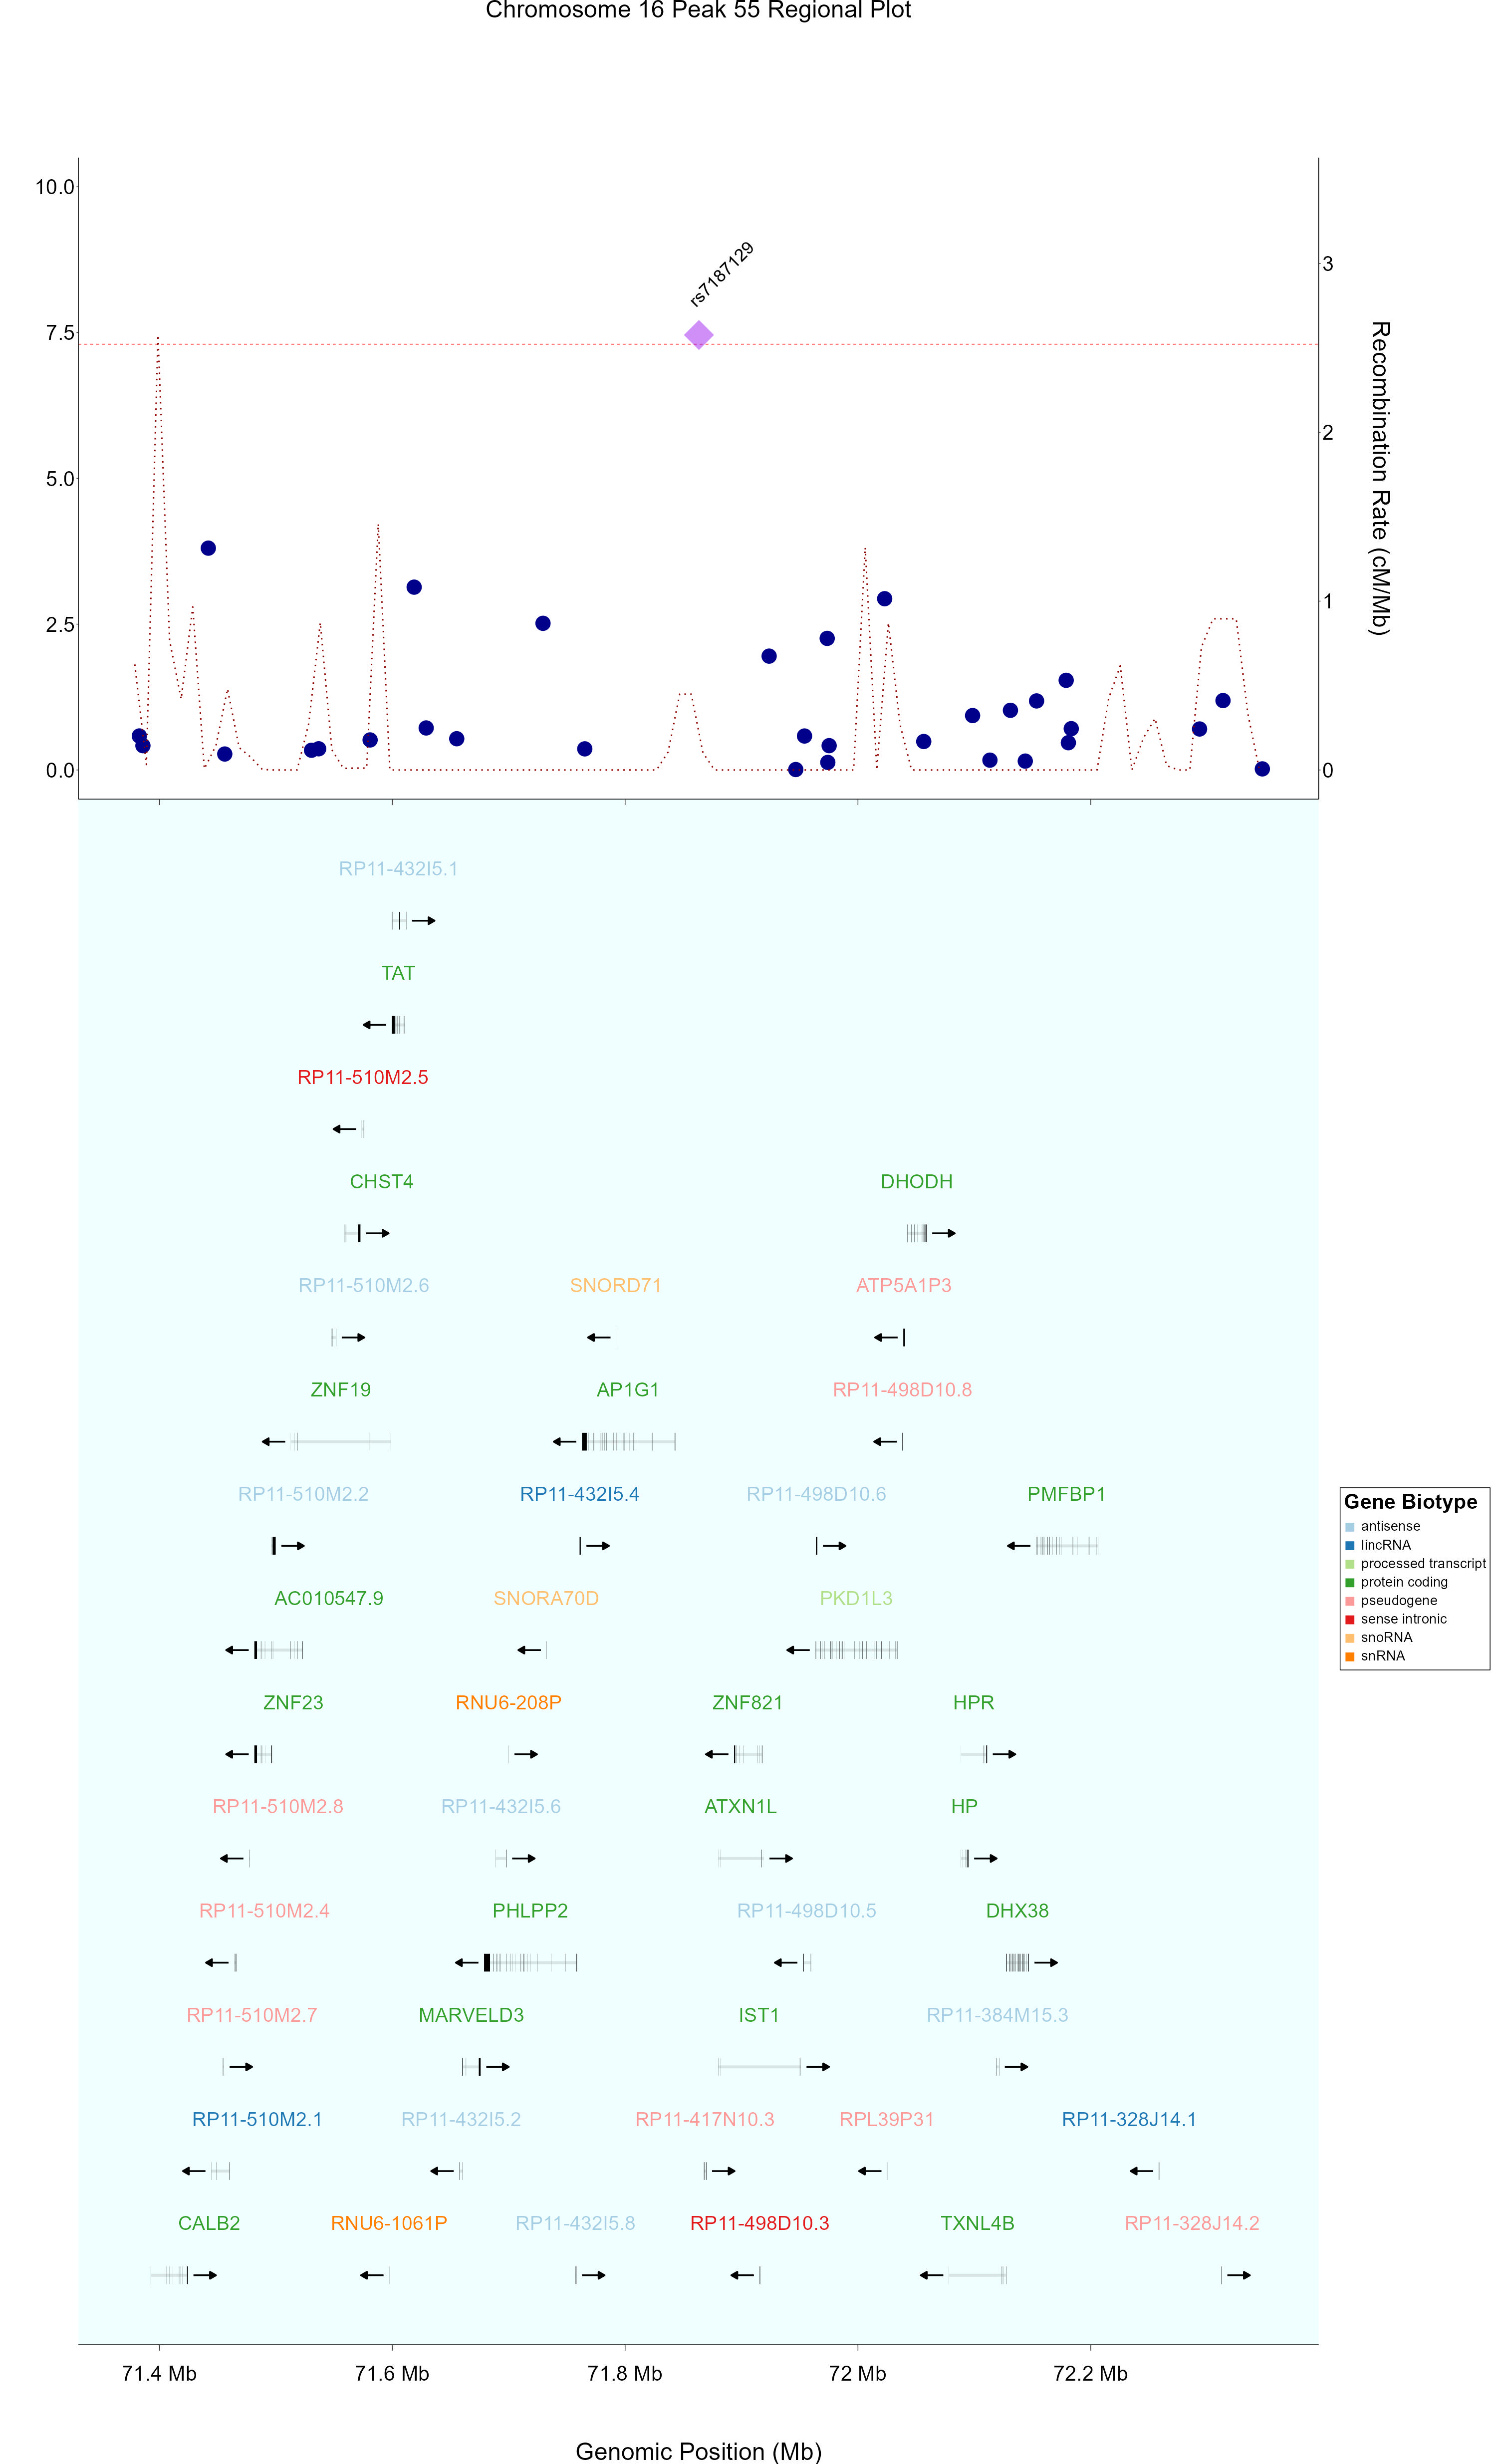 Chromosome 16 Peak 55 Regional Plot
10.0
7.5
5.0
2.5
0.0
rs7187129
3
2
1
0
Recombination Rate (cM/Mb)
RP11-432I5.1
TAT
RP11-510M2.5
CHST4 DHODH
RP11-510M2.6 SNORD71 ATP5A1P3
ZNF19 AP1G1 RP11-498D10.8
RP11-510M2.2 RP11-432I5.4 RP11-498D10.6 PMFBP1
AC010547.9 SNORA70D PKD1L3
ZNF23 RNU6-208P ZNF821 HPR
RP11-510M2.8 RP11-432I5.6 ATXN1L HP
RP11-510M2.4 PHLPP2 RP11-498D10.5 DHX38
RP11-510M2.7 MARVELD3 IST1 RP11-384M15.3
RP11-510M2.1 RP11-432I5.2 RP11-417N10.3 RPL39P31 RP11-328J14.1
CALB2 RNU6-1061P RP11-432I5.8 RP11-498D10.3 TXNL4B RP11-328J14.2
Gene Biotype
antisense
lincRNA
processed transcript
protein coding
pseudogene
sense intronic
snoRNA
snRNA
71.4 Mb 71.6 Mb 71.8 Mb 72 Mb 72.2 Mb
Genomic Position (Mb)